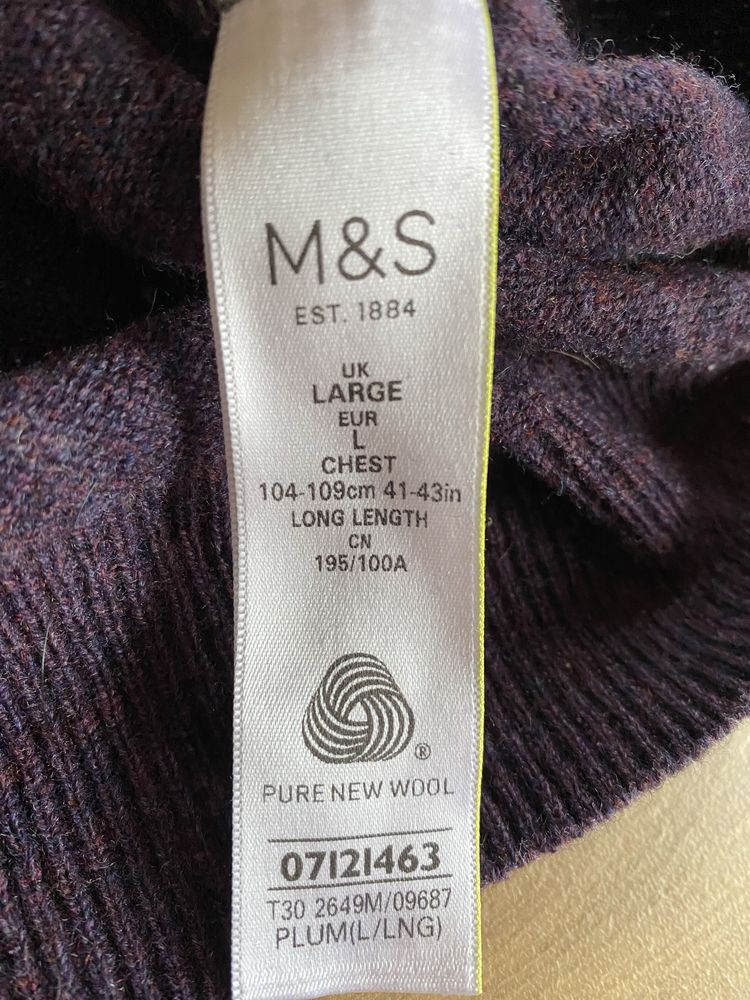 M&S
EST. 1884
UK
LARGE
EUR
L
CHEST
104-109cm 41-43in
LONG LENGTH
CN
195/100A
®
PURE NEW WOOL
07121463
T30 2649M/09687
PLUM(L/LNG)